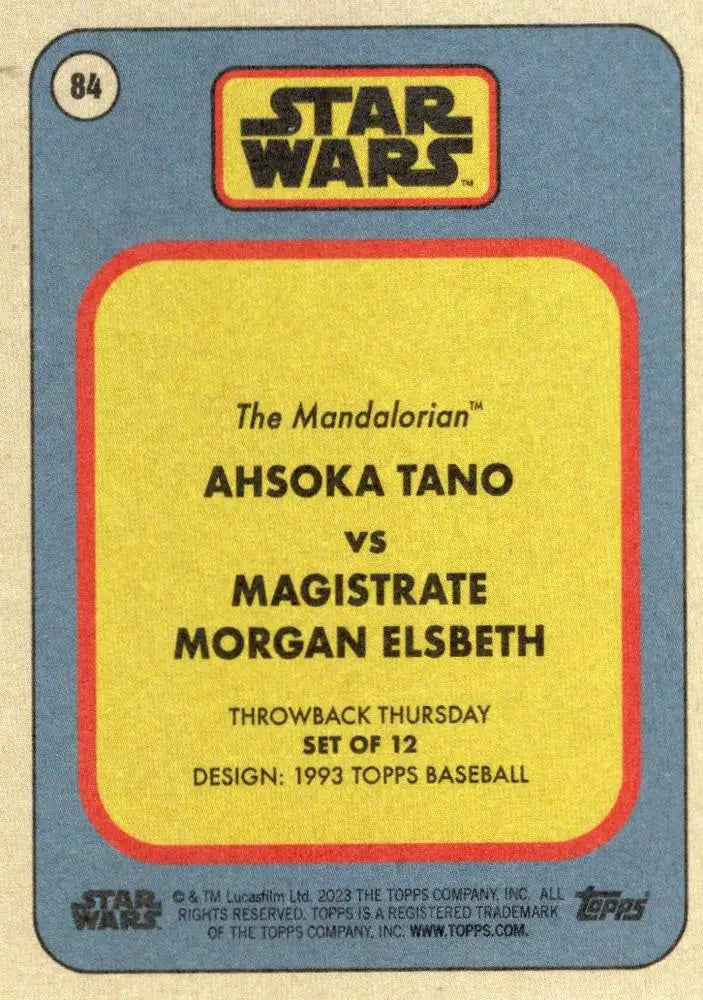 84
STAR
WARS™
The Mandalorian™
AHSOKA TANO
VS
MAGISTRATE
MORGAN ELSBETH
THROWBACK THURSDAY
SET OF 12
DESIGN: 1993 TOPPS BASEBALL
STAR
WARS
© & TM Lucasfilm Ltd. 2023 THE TOPPS COMPANY, INC. ALL
RIGHTS RESERVED. TOPPS IS A REGISTERED TRADEMARK
OF THE TOPPS COMPANY, INC. WWW.TOPPS.COM.
Topps